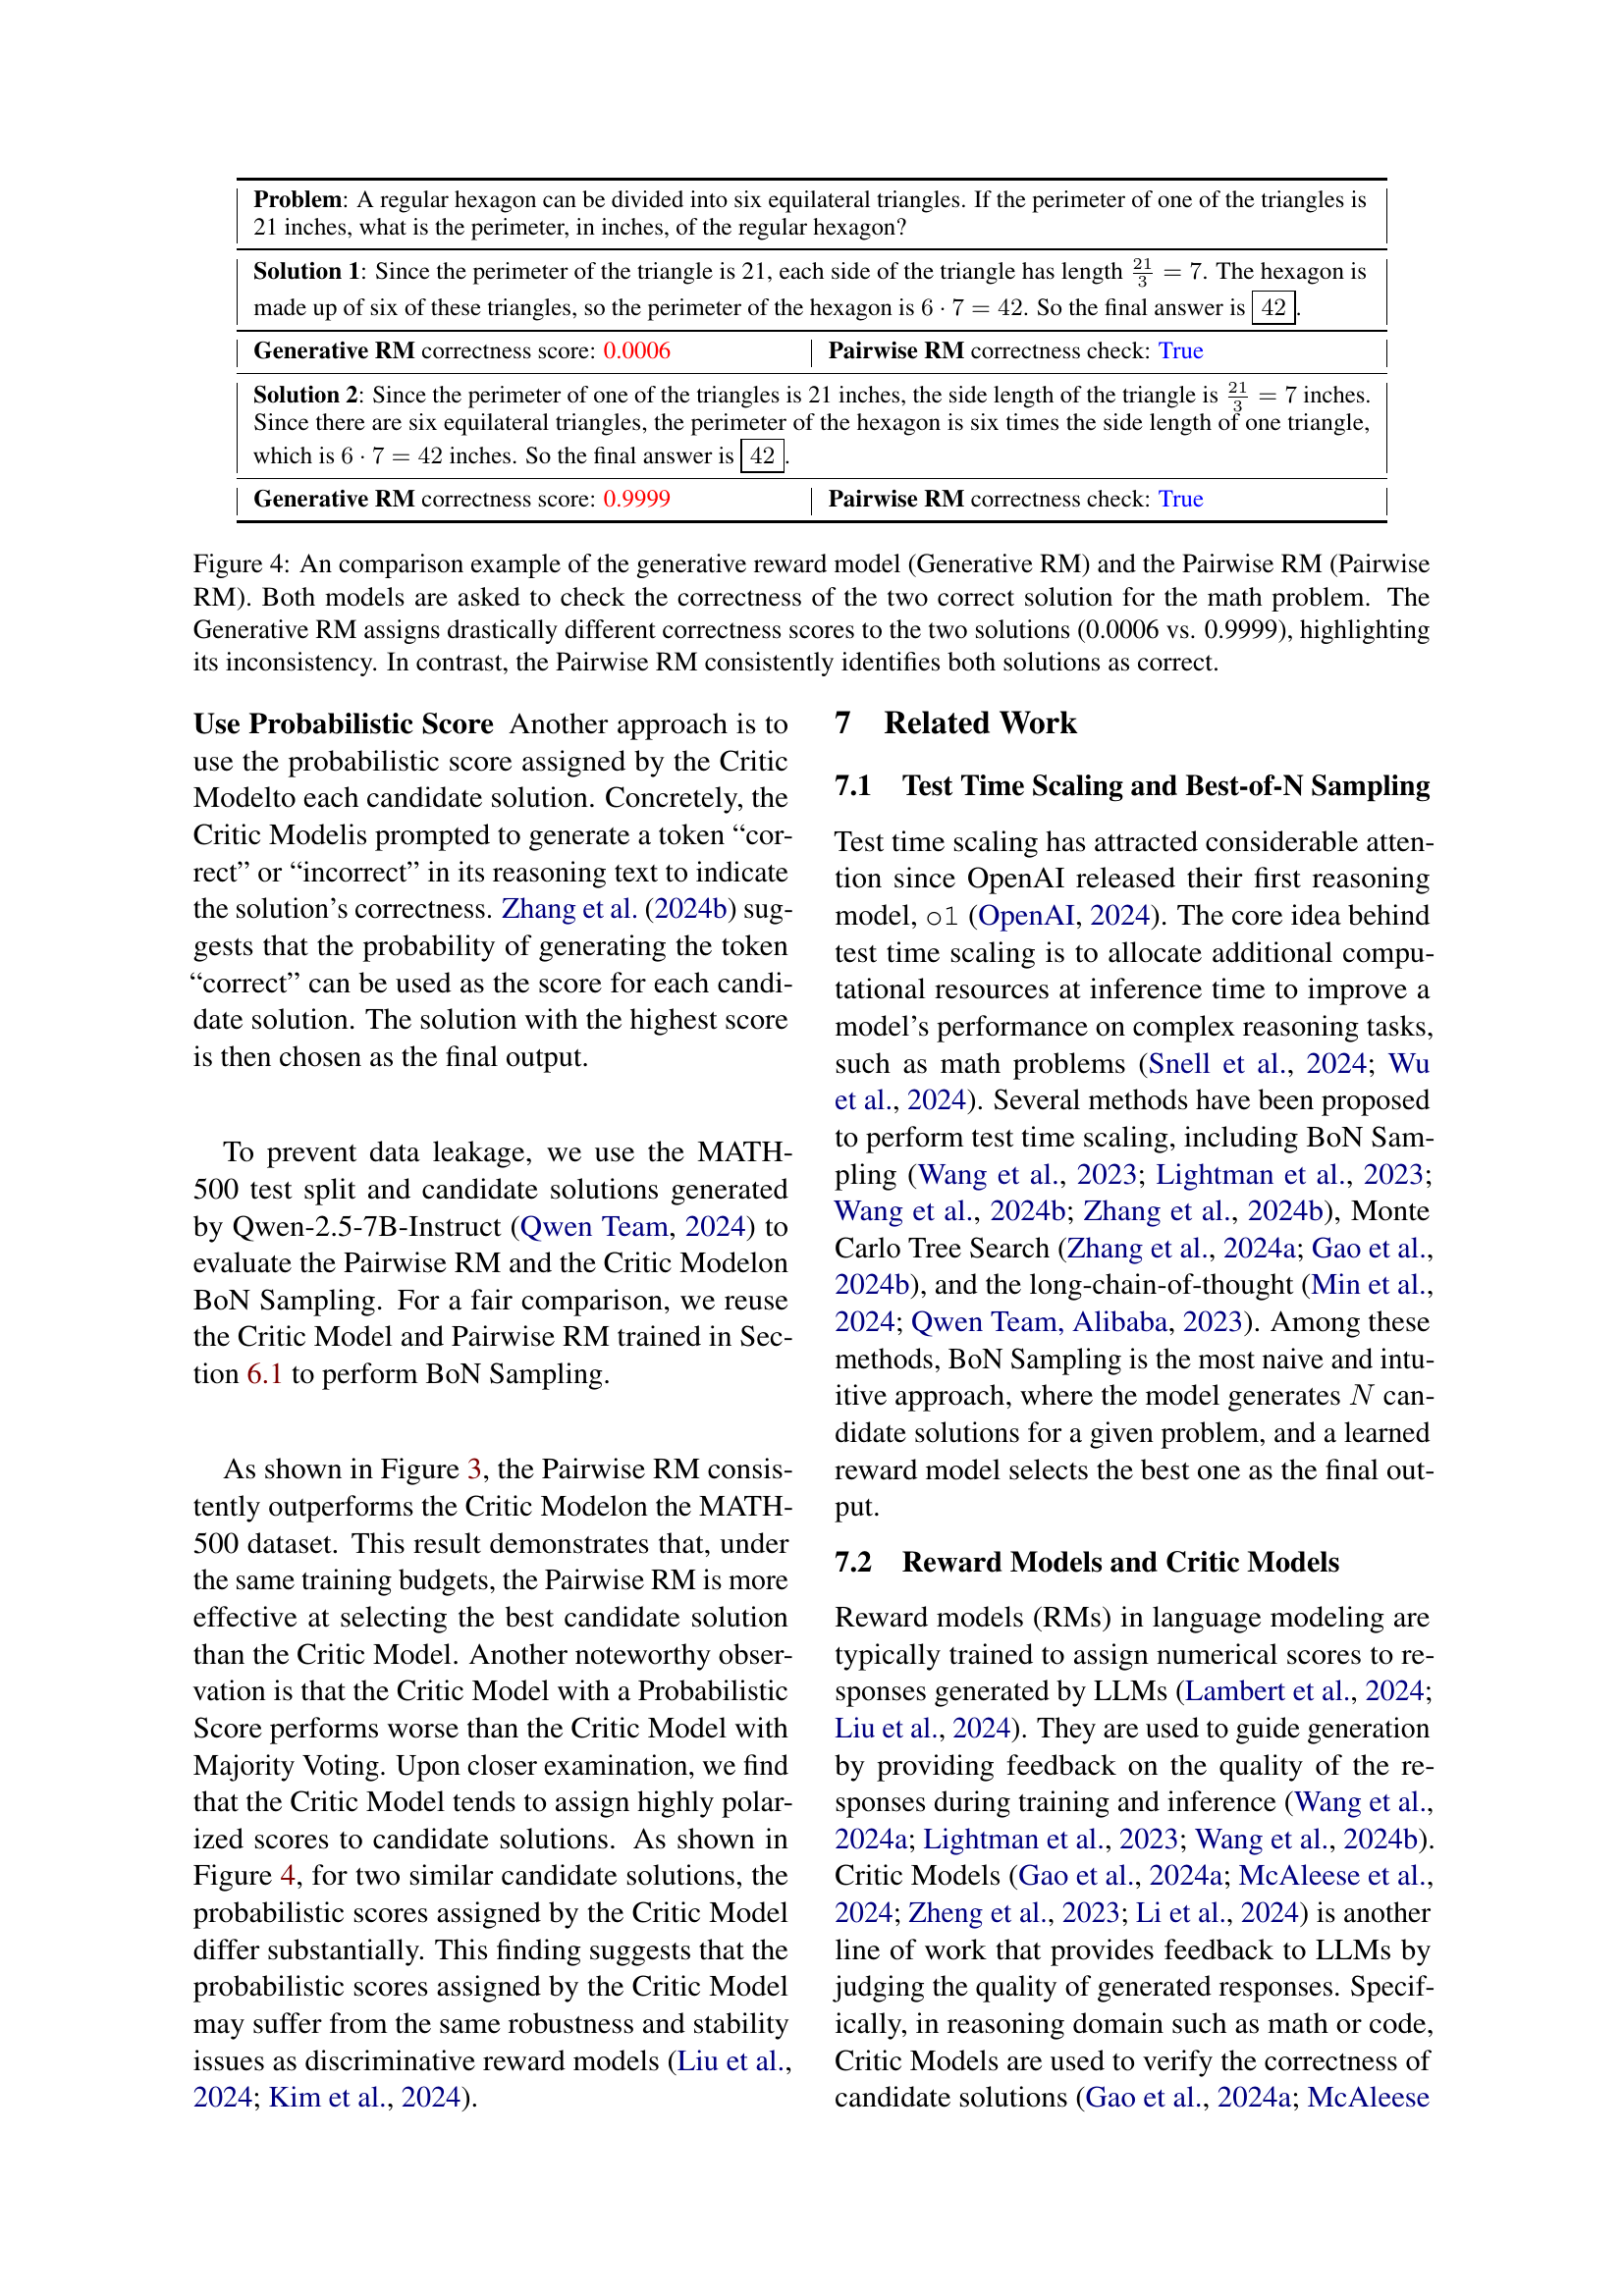 Problem: A regular hexagon can be divided into six equilateral triangles. If the perimeter of one of the triangles is
21 inches, what is the perimeter, in inches, of the regular hexagon?
Solution 1: Since the perimeter of the triangle is 21, each side of the triangle has length 21/3 = 7. The hexagon is
made up of six of these triangles, so the perimeter of the hexagon is 6 · 7 = 42. So the final answer is 42.
Generative RM correctness score: 0.0006 Pairwise RM correctness check: True
Solution 2: Since the perimeter of one of the triangles is 21 inches, the side length of the triangle is 21/3 = 7 inches.
Since there are six equilateral triangles, the perimeter of the hexagon is six times the side length of one triangle,
which is 6 · 7 = 42 inches. So the final answer is 42.
Generative RM correctness score: 0.9999 Pairwise RM correctness check: True
Figure 4: An comparison example of the generative reward model (Generative RM) and the Pairwise RM (Pairwise
RM). Both models are asked to check the correctness of the two correct solution for the math problem. The
Generative RM assigns drastically different correctness scores to the two solutions (0.0006 vs. 0.9999), highlighting
its inconsistency. In contrast, the Pairwise RM consistently identifies both solutions as correct.
Use Probabilistic Score Another approach is to
use the probabilistic score assigned by the Critic
Modelto each candidate solution. Concretely, the
Critic Modelis prompted to generate a token “cor-
rect” or “incorrect” in its reasoning text to indicate
the solution’s correctness. Zhang et al. (2024b) sug-
gests that the probability of generating the token
“correct” can be used as the score for each candi-
date solution. The solution with the highest score
is then chosen as the final output.
To prevent data leakage, we use the MATH-
500 test split and candidate solutions generated
by Qwen-2.5-7B-Instruct (Qwen Team, 2024) to
evaluate the Pairwise RM and the Critic Modelon
BoN Sampling. For a fair comparison, we reuse
the Critic Model and Pairwise RM trained in Sec-
tion 6.1 to perform BoN Sampling.
As shown in Figure 3, the Pairwise RM consis-
tently outperforms the Critic Modelon the MATH-
500 dataset. This result demonstrates that, under
the same training budgets, the Pairwise RM is more
effective at selecting the best candidate solution
than the Critic Model. Another noteworthy obser-
vation is that the Critic Model with a Probabilistic
Score performs worse than the Critic Model with
Majority Voting. Upon closer examination, we find
that the Critic Model tends to assign highly polar-
ized scores to candidate solutions. As shown in
Figure 4, for two similar candidate solutions, the
probabilistic scores assigned by the Critic Model
differ substantially. This finding suggests that the
probabilistic scores assigned by the Critic Model
may suffer from the same robustness and stability
issues as discriminative reward models (Liu et al.,
2024; Kim et al., 2024).
7 Related Work
7.1 Test Time Scaling and Best-of-N Sampling
Test time scaling has attracted considerable atten-
tion since OpenAI released their first reasoning
model, o1 (OpenAI, 2024). The core idea behind
test time scaling is to allocate additional compu-
tational resources at inference time to improve a
model’s performance on complex reasoning tasks,
such as math problems (Snell et al., 2024; Wu
et al., 2024). Several methods have been proposed
to perform test time scaling, including BoN Sam-
pling (Wang et al., 2023; Lightman et al., 2023;
Wang et al., 2024b; Zhang et al., 2024b), Monte
Carlo Tree Search (Zhang et al., 2024a; Gao et al.,
2024b), and the long-chain-of-thought (Min et al.,
2024; Qwen Team, Alibaba, 2023). Among these
methods, BoN Sampling is the most naive and intu-
itive approach, where the model generates N can-
didate solutions for a given problem, and a learned
reward model selects the best one as the final out-
put.
7.2 Reward Models and Critic Models
Reward models (RMs) in language modeling are
typically trained to assign numerical scores to re-
sponses generated by LLMs (Lambert et al., 2024;
Liu et al., 2024). They are used to guide generation
by providing feedback on the quality of the re-
sponses during training and inference (Wang et al.,
2024a; Lightman et al., 2023; Wang et al., 2024b).
Critic Models (Gao et al., 2024a; McAleese et al.,
2024; Zheng et al., 2023; Li et al., 2024) is another
line of work that provides feedback to LLMs by
judging the quality of generated responses. Specif-
ically, in reasoning domain such as math or code,
Critic Models are used to verify the correctness of
candidate solutions (Gao et al., 2024a; McAleese